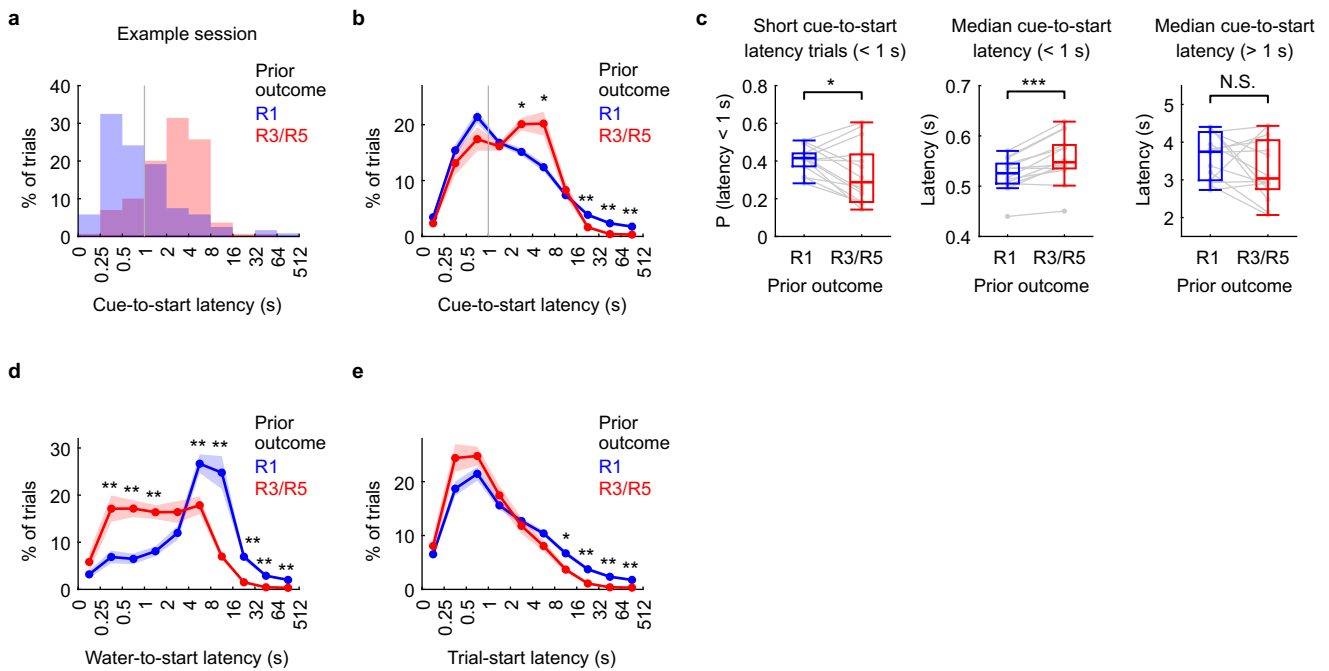 a
Example session
Prior
outcome
R1
R3/R5
% of trials
40
30
20
10
0
0
0.25
0.5
1
2
4
8
16
32
64
512
Cue-to-start latency (s)
b
Prior
outcome
R1
R3/R5
% of trials
20
10
0
* *
** ** **
0
0.25
0.5
1
2
4
8
16
32
64
512
Cue-to-start latency (s)
c
Short cue-to-start
latency trials (< 1 s)
*
P (latency < 1 s)
0.8
0.6
0.4
0.2
0
R1 R3/R5
Prior outcome
Median cue-to-start
latency (< 1 s)
***
Latency (s)
0.7
0.6
0.5
0.4
R1 R3/R5
Prior outcome
Median cue-to-start
latency (> 1 s)
N.S.
Latency (s)
5
4
3
2
R1 R3/R5
Prior outcome
d
Prior
outcome
R1
R3/R5
% of trials
30
20
10
0
** ** **
** **
**
**
**
0
0.25
0.5
1
2
4
8
16
32
64
512
Water-to-start latency (s)
e
Prior
outcome
R1
R3/R5
% of trials
20
10
0
*
** ** **
0
0.25
0.5
1
2
4
8
16
32
64
512
Trial-start latency (s)